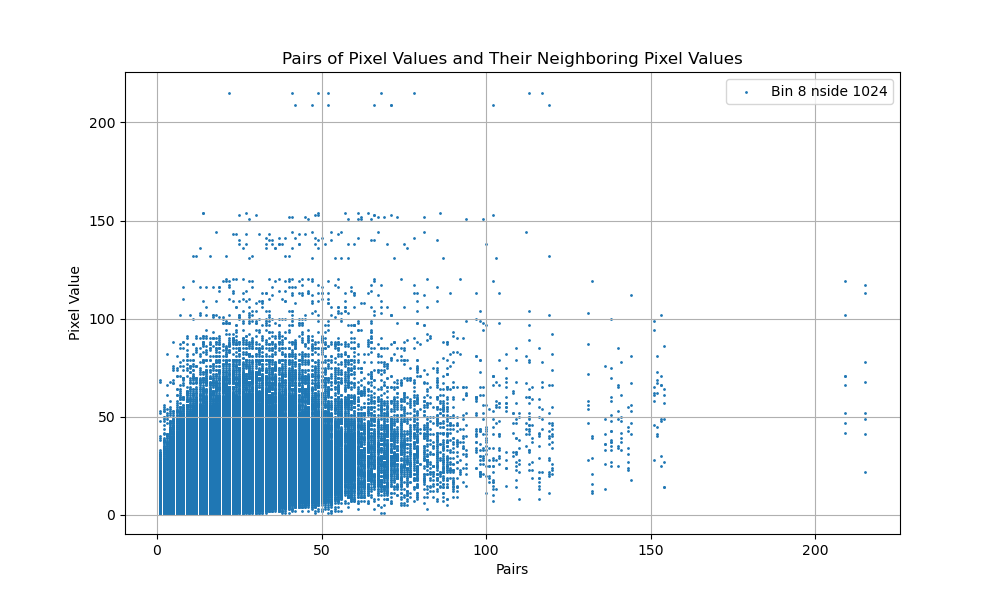 Pairs of Pixel Values and Their Neighboring Pixel Values
Bin 8 nside 1024
200
150
100
50
0
Pixel Value
0 50 100 150 200
Pairs